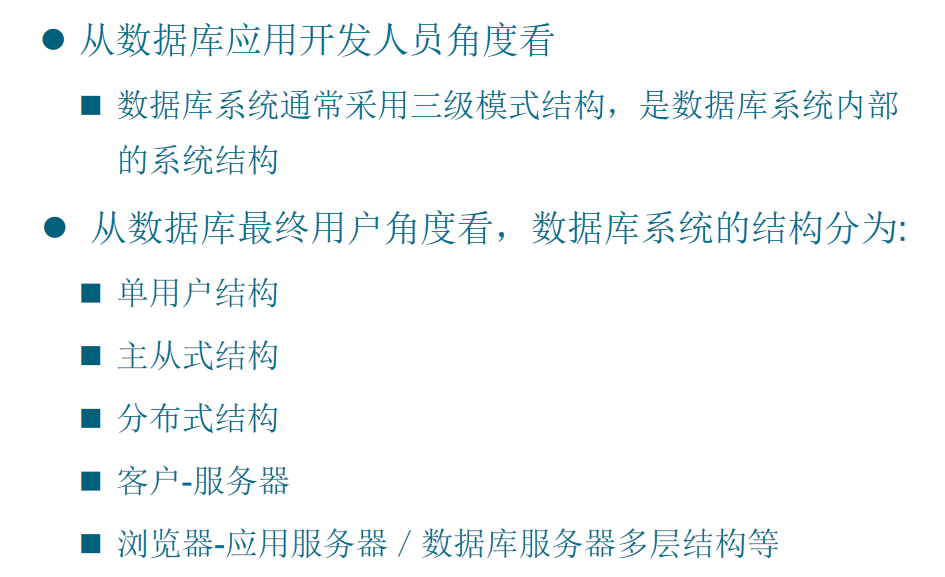 ● 从数据库应用开发人员角度看
■ 数据库系统通常采用三级模式结构，是数据库系统内部
的系统结构
● 从数据库最终用户角度看，数据库系统的结构分为:
■ 单用户结构
■ 主从式结构
■ 分布式结构
■ 客户-服务器
■ 浏览器-应用服务器／数据库服务器多层结构等